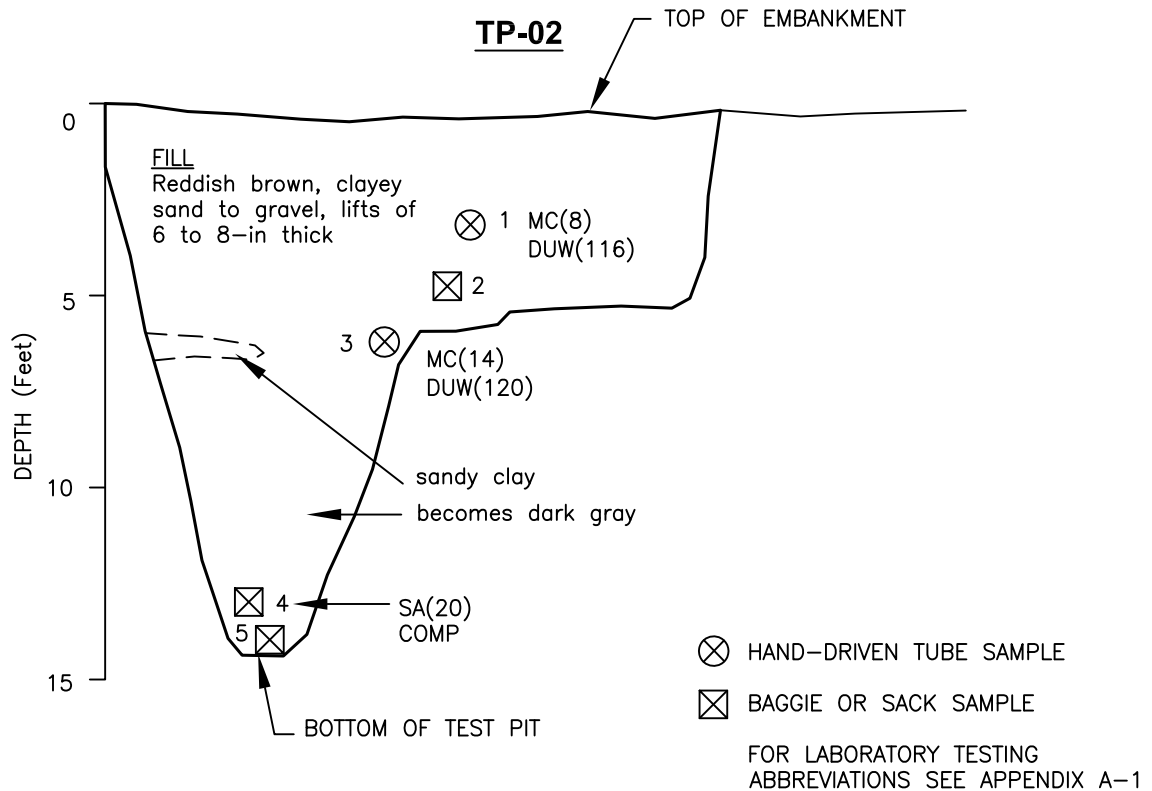 TP-02
TOP OF EMBANKMENT
0
FILL
Reddish brown, clayey
sand to gravel, lifts of
6 to 8-in thick
1 MC(8)
DUW(116)
2
5
3
MC(14)
DUW(120)
DEPTH (Feet)
sandy clay
10
becomes dark gray
4
SA(20)
COMP
5
15
BOTTOM OF TEST PIT
HAND-DRIVEN TUBE SAMPLE
BAGGIE OR SACK SAMPLE
FOR LABORATORY TESTING
ABBREVIATIONS SEE APPENDIX A-1